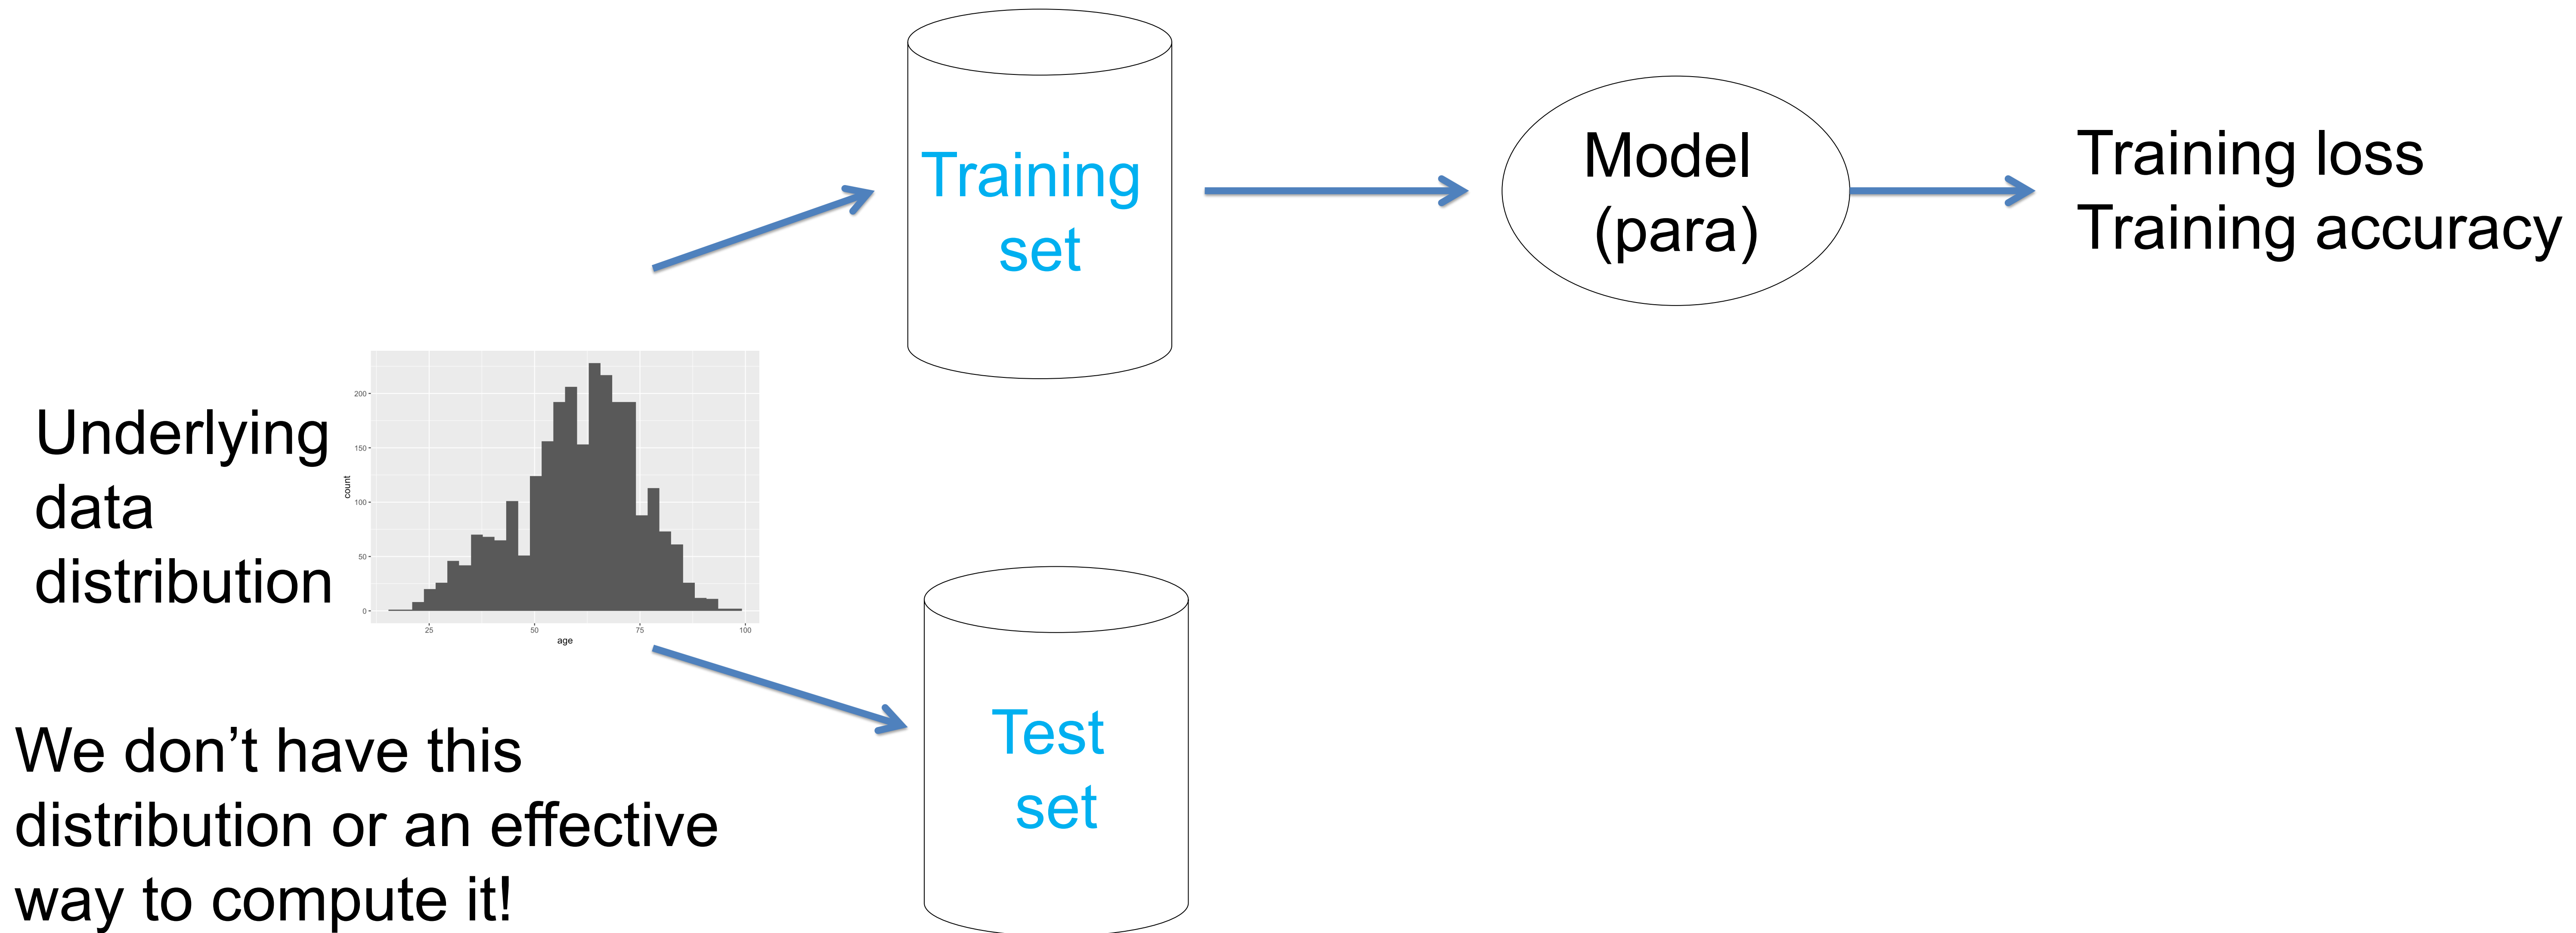 Training
set
Model
(para)
Training loss
Training accuracy
Underlying
data
distribution
200
150
100
50
0
count
25
50
75
100
age
We don’t have this
distribution or an effective
way to compute it!
Test
set